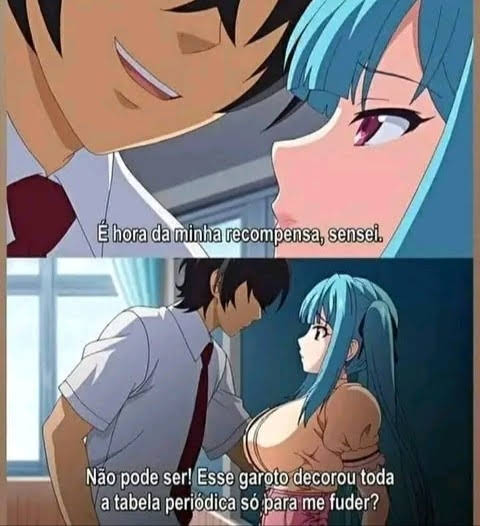 É hora da minha recompensa, sensei.
Não pode ser! Esse garoto decorou toda
a tabela periódica só para me fuder?